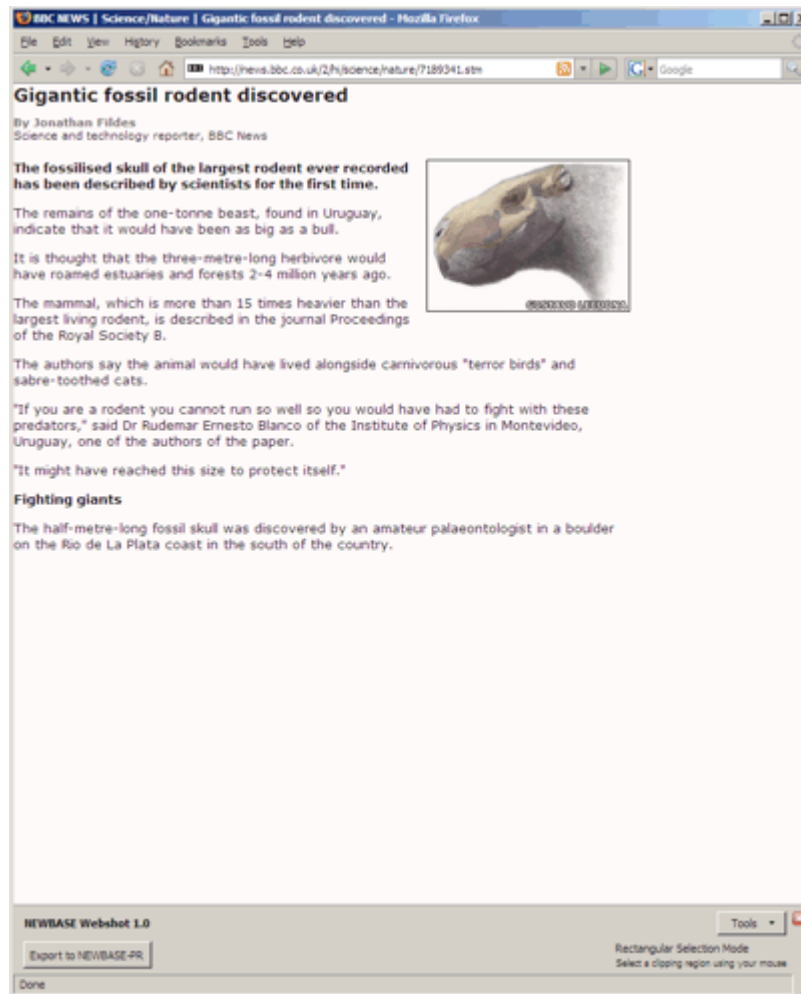 BBC NEWS | Science/Nature | Gigantic fossil rodent discovered - Mozilla Firefox
File Edit View History Bookmarks Tools Help
http://news.bbc.co.uk/2/hi/science/nature/7189341.stm
Google
Gigantic fossil rodent discovered
By Jonathan Fildes
Science and technology reporter, BBC News
The fossilised skull of the largest rodent ever recorded
has been described by scientists for the first time.
The remains of the one-tonne beast, found in Uruguay,
indicate that it would have been as big as a bull.
It is thought that the three-metre-long herbivore would
have roamed estuaries and forests 2-4 million years ago.
The mammal, which is more than 15 times heavier than the
largest living rodent, is described in the journal Proceedings
of the Royal Society B.
GUSTAVO LECUONA
The authors say the animal would have lived alongside carnivorous "terror birds" and
sabre-toothed cats.
"If you are a rodent you cannot run so well so you would have had to fight with these
predators," said Dr Rudemar Ernesto Blanco of the Institute of Physics in Montevideo,
Uruguay, one of the authors of the paper.
"It might have reached this size to protect itself."
Fighting giants
The half-metre-long fossil skull was discovered by an amateur palaeontologist in a boulder
on the Rio de La Plata coast in the south of the country.
NEWBASE Webshot 1.0
Tools
Export to NEWBASE-PR
Rectangular Selection Mode
Select a clipping region using your mouse
Done